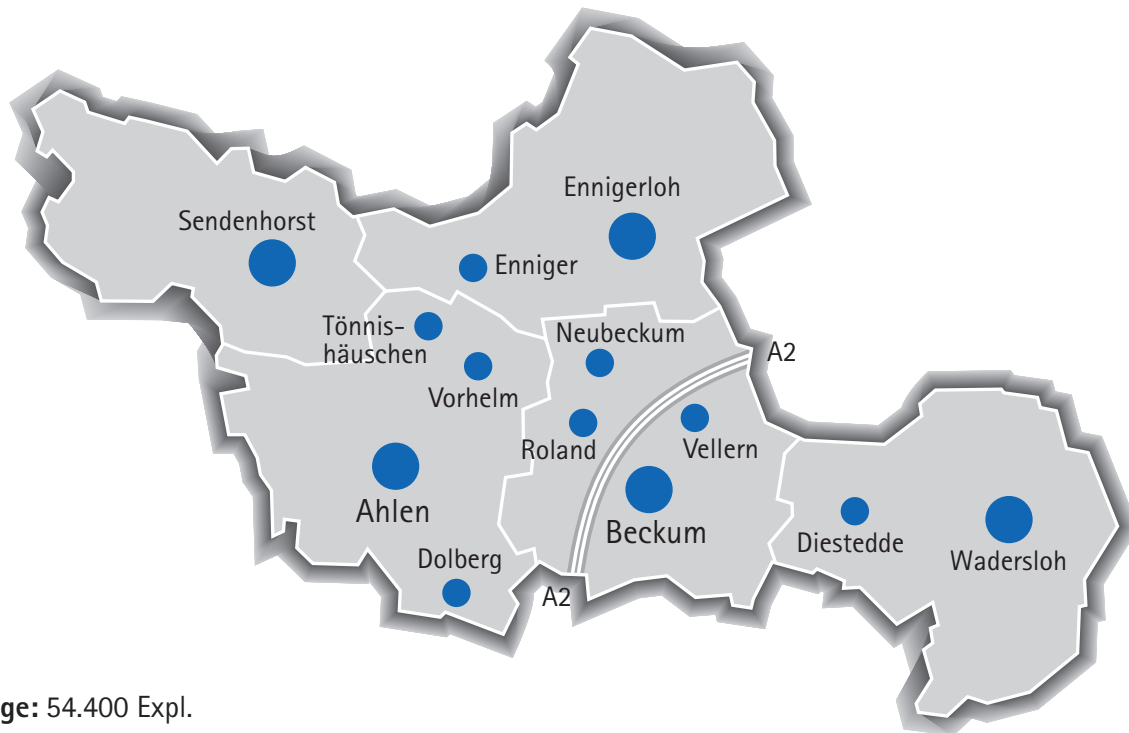 Ennigerloh
Sendenhorst
Enniger
Tönnis-
häuschen
Neubeckum
A2
Vorhelm
Roland
Vellern
Ahlen
Beckum
Diestedde
Wadersloh
Dolberg
A2
ge: 54.400 Expl.